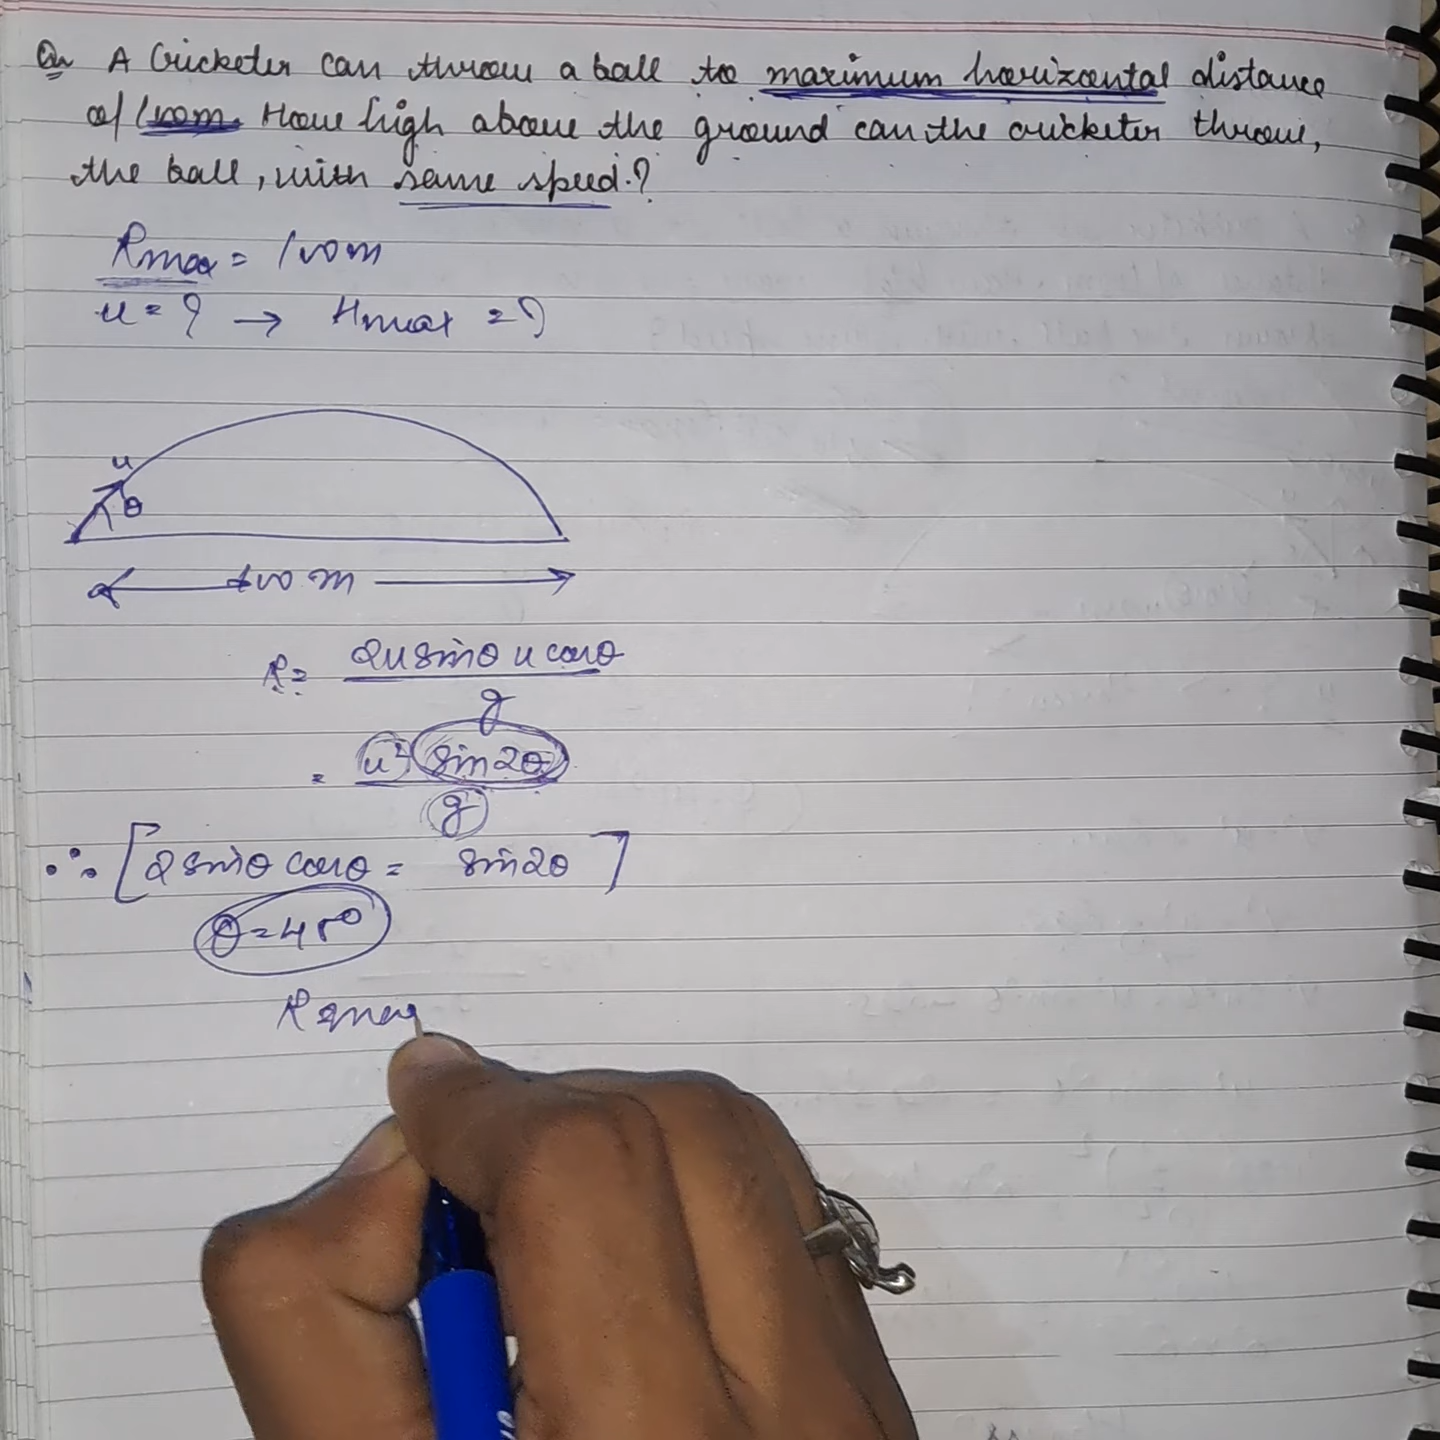 Qn A Cricketer can throw a ball to maximum horizontal distance
of 100m. How high above the ground can the cricketer throw,
the ball, with same speed.?
Rmax = 100m
u = ? → Hmax = ?
u
θ
100 m
R = 2u sinθ u cosθ
g
= u² sin2θ
g
∴ [2 sinθ cosθ = sin2θ]
θ = 45°
Rmax